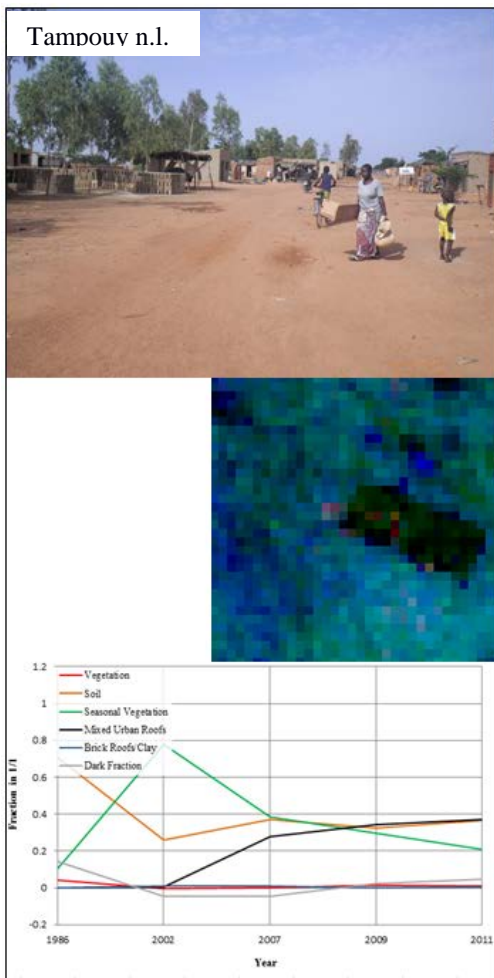 Tampouy n.l.
1.2
1
0.8
0.6
0.4
0.2
0
-0.2
Fraction in 1/1
Vegetation
Soil
Seasonal Vegetation
Mixed Urban Roofs
Brick Roofs/Clay
Dark Fraction
1986 2002 2007 2009 2011
Year